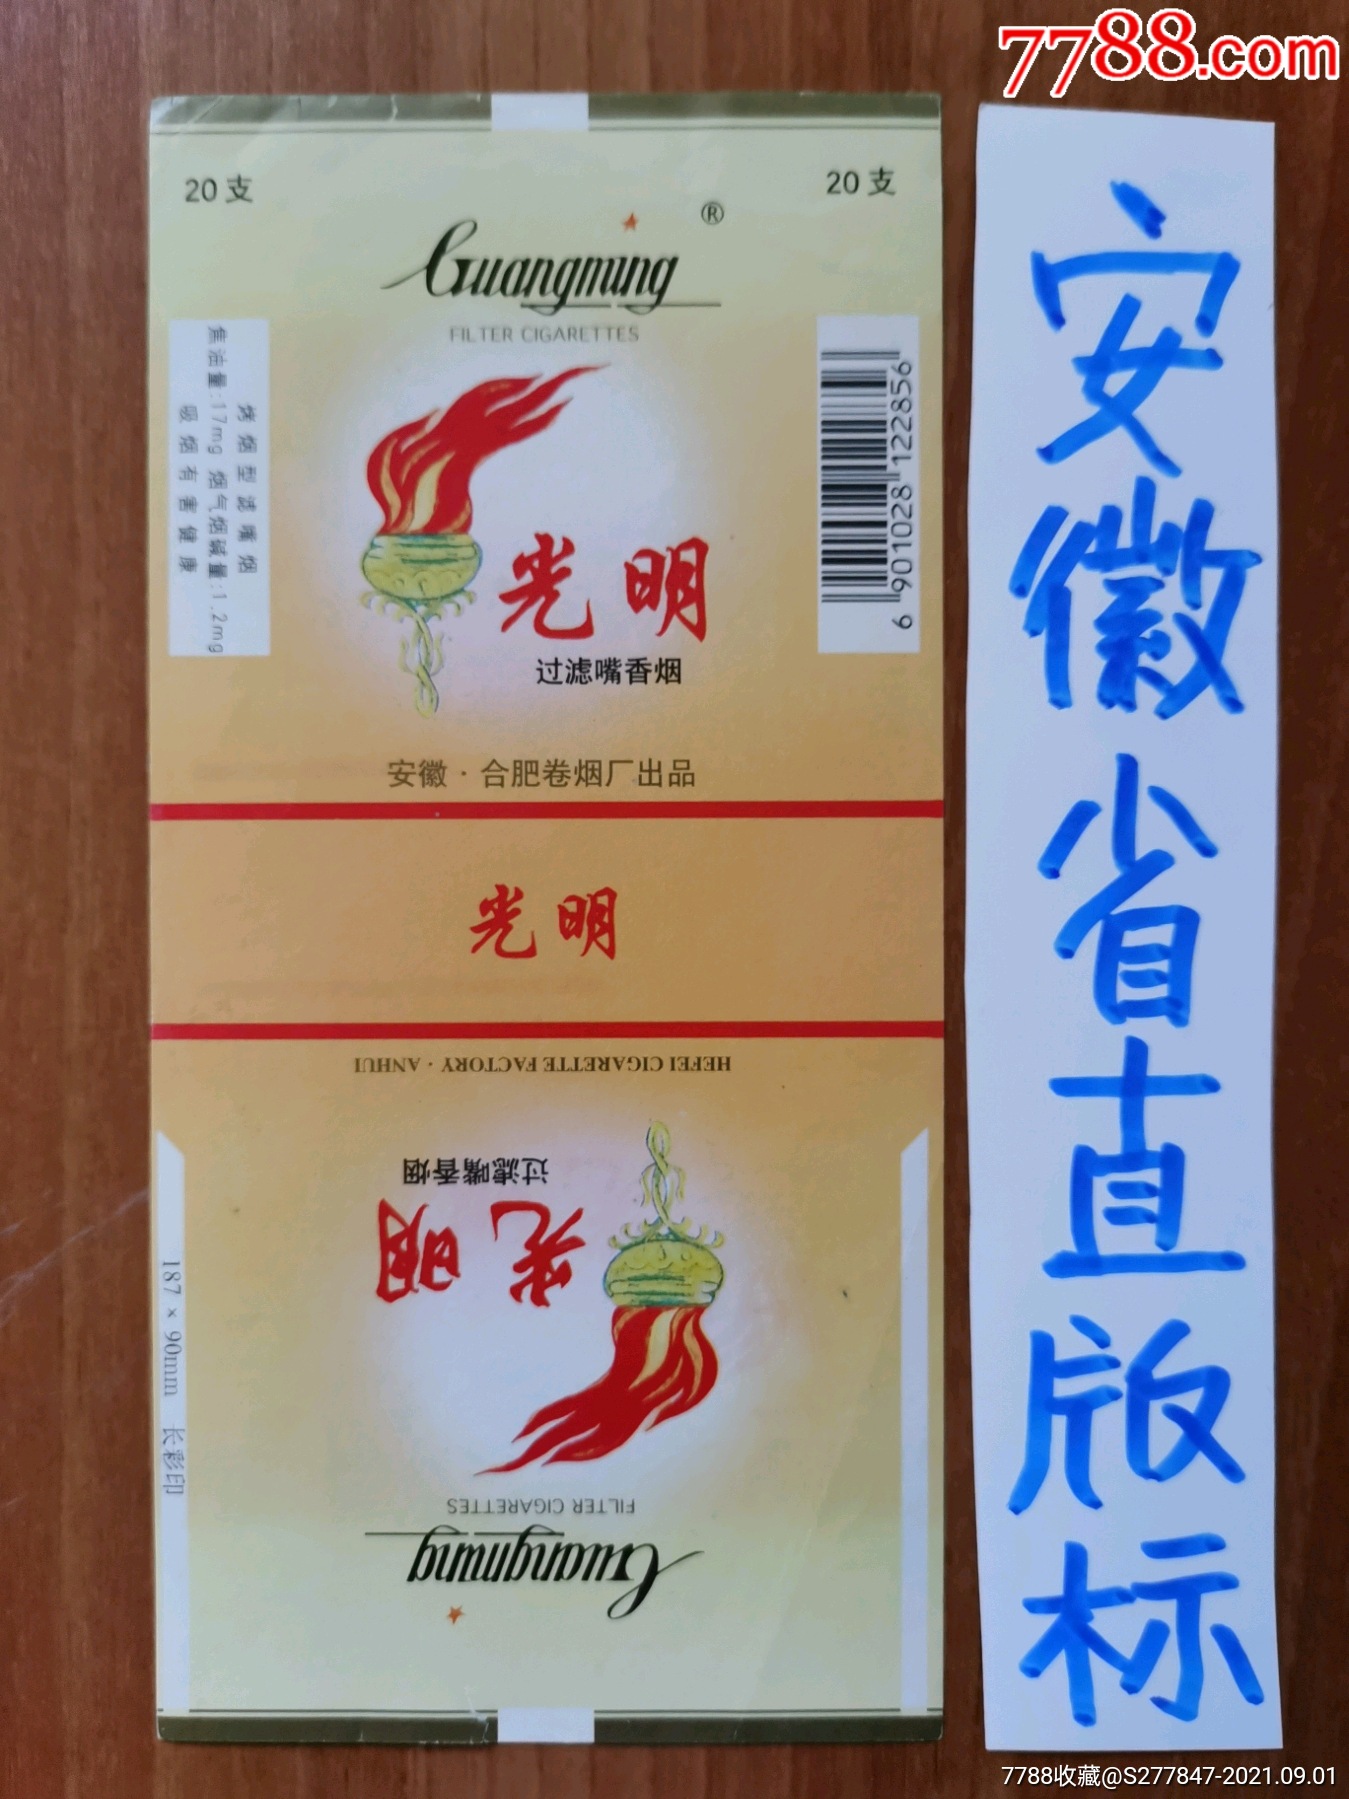 7788.com
20支
20支
Guangming®
FILTER CIGARETTES
烤烟型滤嘴烟
焦油量:17mg 烟气烟碱量:1.2mg
吸烟有害健康
6 901028 122856
光明
过滤嘴香烟
安徽·合肥卷烟厂出品
光明
HEFEI CIGARETTE FACTORY·ANHUI
过滤嘴香烟
光明
FILTER CIGARETTES
Guangming
187×90mm 长彩印
安徽省直版标
7788收藏@S277847-2021.09.01